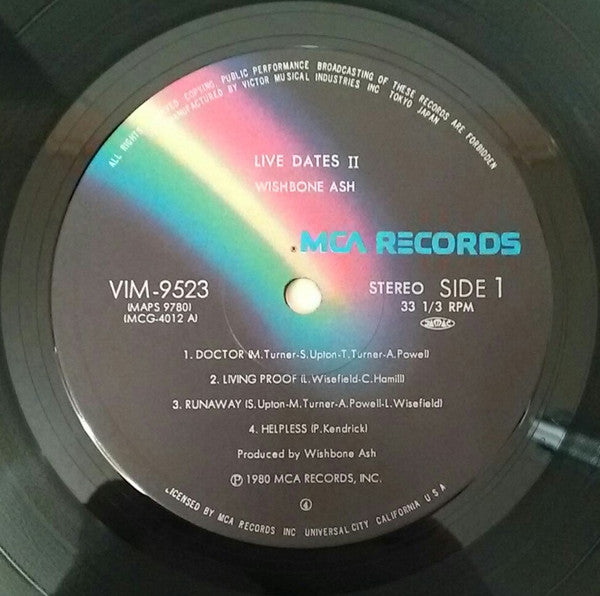 ALL RIGHTS RESERVED COPYING, PUBLIC PERFORMANCE BROADCASTING OF THESE RECORDS ARE FORBIDDEN
MANUFACTURED BY VICTOR MUSICAL INDUSTRIES INC TOKYO JAPAN
LIVE DATES II
WISHBONE ASH
MCA RECORDS
VIM-9523
(MAPS 9780)
(MCG-4012 A)
STEREO SIDE 1
33 1/3 RPM
1. DOCTOR (M.Turner-S.Upton-T.Turner-A.Powell)
2. LIVING PROOF (L.Wisefield-C.Hamill)
3. RUNAWAY (S.Upton-M.Turner-A.Powell-L.Wisefield)
4. HELPLESS (P.Kendrick)
Produced by Wishbone Ash
Ⓟ 1980 MCA RECORDS, INC.
④
LICENSED BY MCA RECORDS INC UNIVERSAL CITY, CALIFORNIA U S A